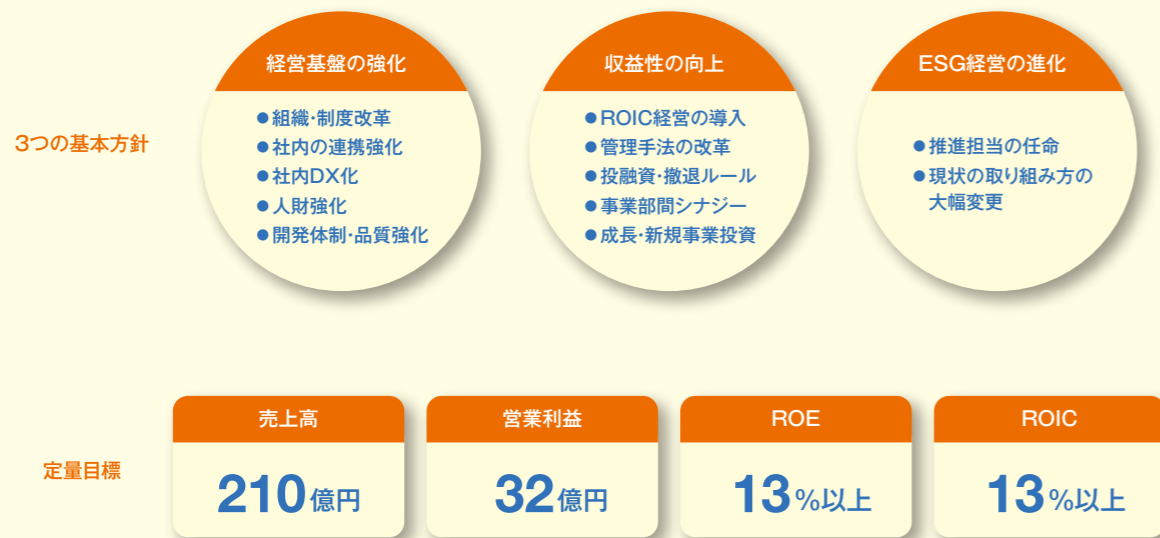 3つの基本方針
経営基盤の強化
●組織・制度改革
●社内の連携強化
●社内DX化
●人財強化
●開発体制・品質強化
収益性の向上
●ROIC経営の導入
●管理手法の改革
●投融資・撤退ルール
●事業部間シナジー
●成長・新規事業投資
ESG経営の進化
●推進担当の任命
●現状の取り組み方の
大幅変更
定量目標
売上高
210億円
営業利益
32億円
ROE
13%以上
ROIC
13%以上